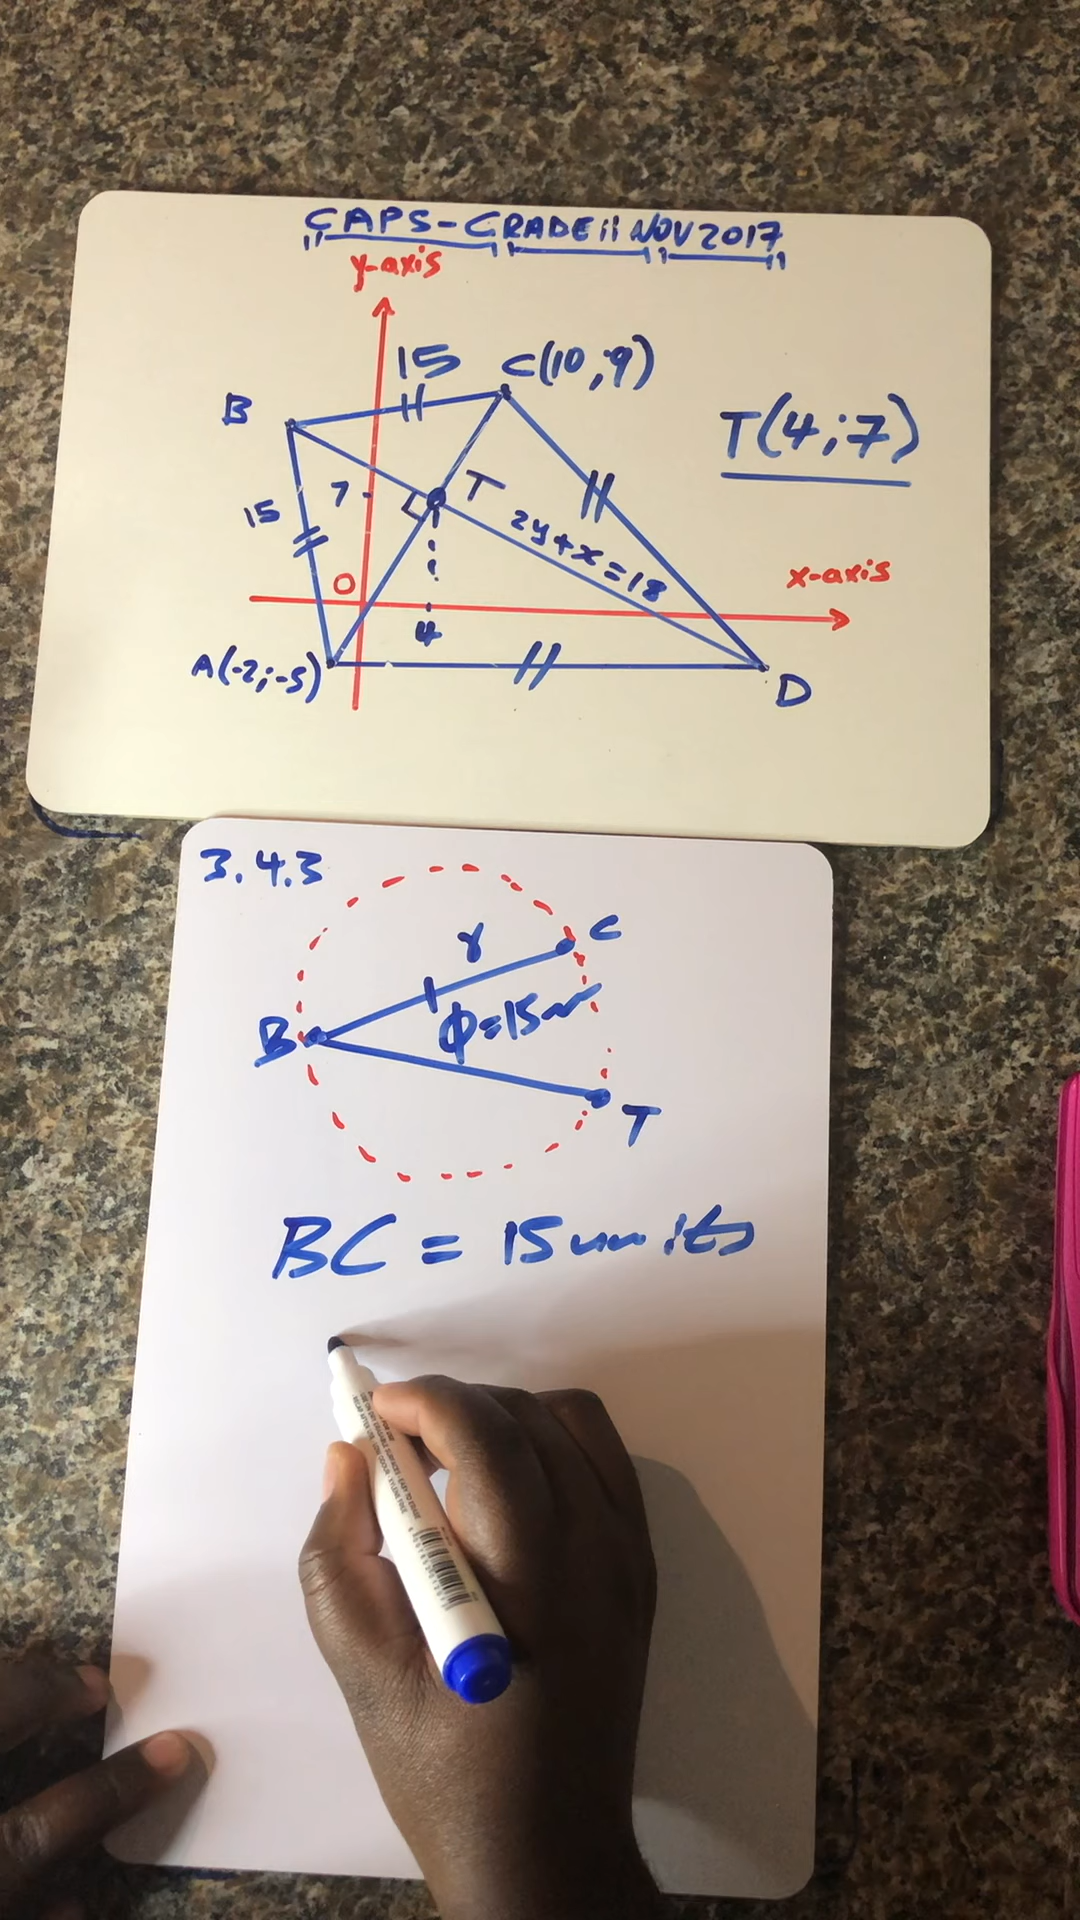 CAPS-GRADE 11 NOV 2017
y-axis
15
C(10;9)
B
T(4;7)
7
T
15
2y+x=18
O
x-axis
4
A(-2;-5)
D
3.4.3
C
r
B
φ=15
T
BC = 15 units